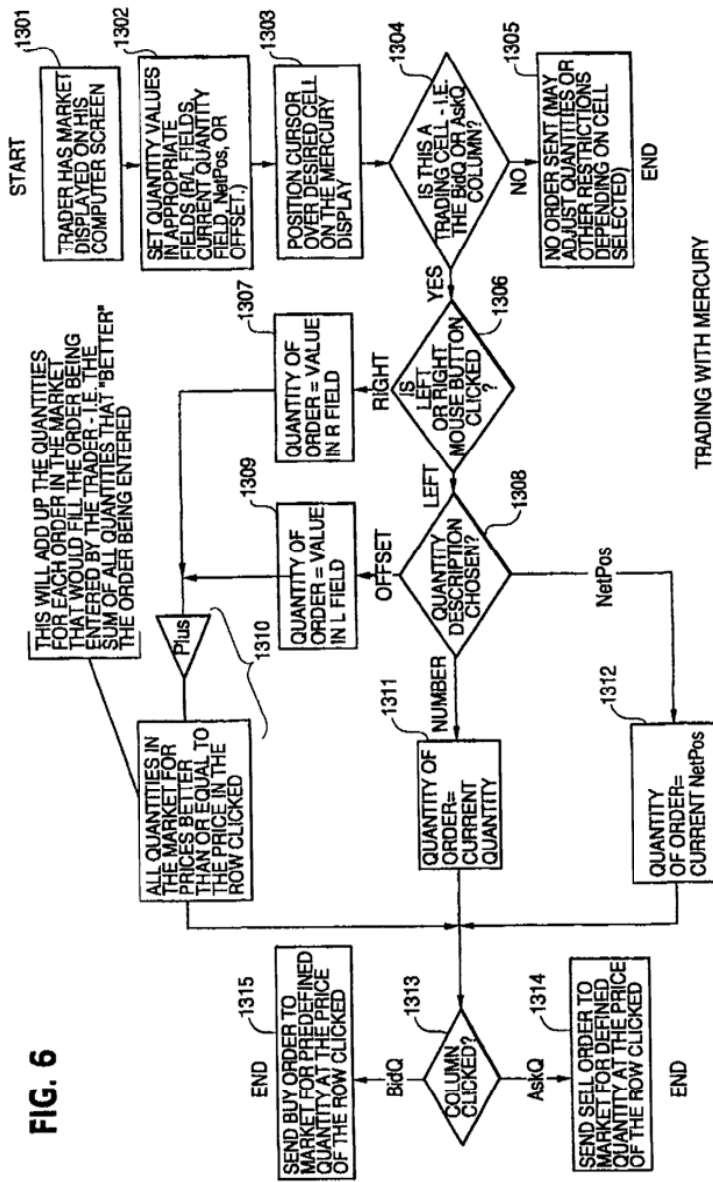 FIG. 6
START
1301
TRADER HAS MARKET
DISPLAYED ON HIS
COMPUTER SCREEN
1302
SET QUANTITY VALUES
IN APPROPRIATE
FIELDS (R/L FIELDS,
CURRENT QUANTITY
FIELD, NetPos, OR
OFFSET.)
1303
POSITION CURSOR
OVER DESIRED CELL
ON THE MERCURY
DISPLAY
1304
IS THIS A
TRADING CELL - I.E.
THE BidQ OR AskQ
COLUMN?
NO
1305
NO ORDER SENT (MAY
ADJUST QUANTITIES OR
OTHER RESTRICTIONS
DEPENDING ON CELL
SELECTED)
END
YES
1306
IS
LEFT
OR RIGHT
MOUSE BUTTON
CLICKED
?
RIGHT
1307
QUANTITY OF
ORDER = VALUE
IN R FIELD
LEFT
1308
QUANTITY
DESCRIPTION
CHOSEN?
OFFSET
1309
QUANTITY OF
ORDER = VALUE
IN L FIELD
Plus
1310
THIS WILL ADD UP THE QUANTITIES
FOR EACH ORDER IN THE MARKET
THAT WOULD FILL THE ORDER BEING
ENTERED BY THE TRADER - I.E. THE
SUM OF ALL QUANTITIES THAT "BETTER"
THE ORDER BEING ENTERED
ALL QUANTITIES IN
THE MARKET FOR
PRICES BETTER
THAN OR EQUAL TO
THE PRICE IN THE
ROW CLICKED
NUMBER
1311
QUANTITY OF
ORDER=
CURRENT
QUANTITY
NetPos
1312
QUANTITY
OF ORDER=
CURRENT NetPos
1313
COLUMN
CLICKED?
BidQ
1315
SEND BUY ORDER TO
MARKET FOR PREDEFINED
QUANTITY AT THE PRICE
OF THE ROW CLICKED
END
AskQ
1314
SEND SELL ORDER TO
MARKET FOR DEFINED
QUANTITY AT THE PRICE
OF THE ROW CLICKED
END
TRADING WITH MERCURY